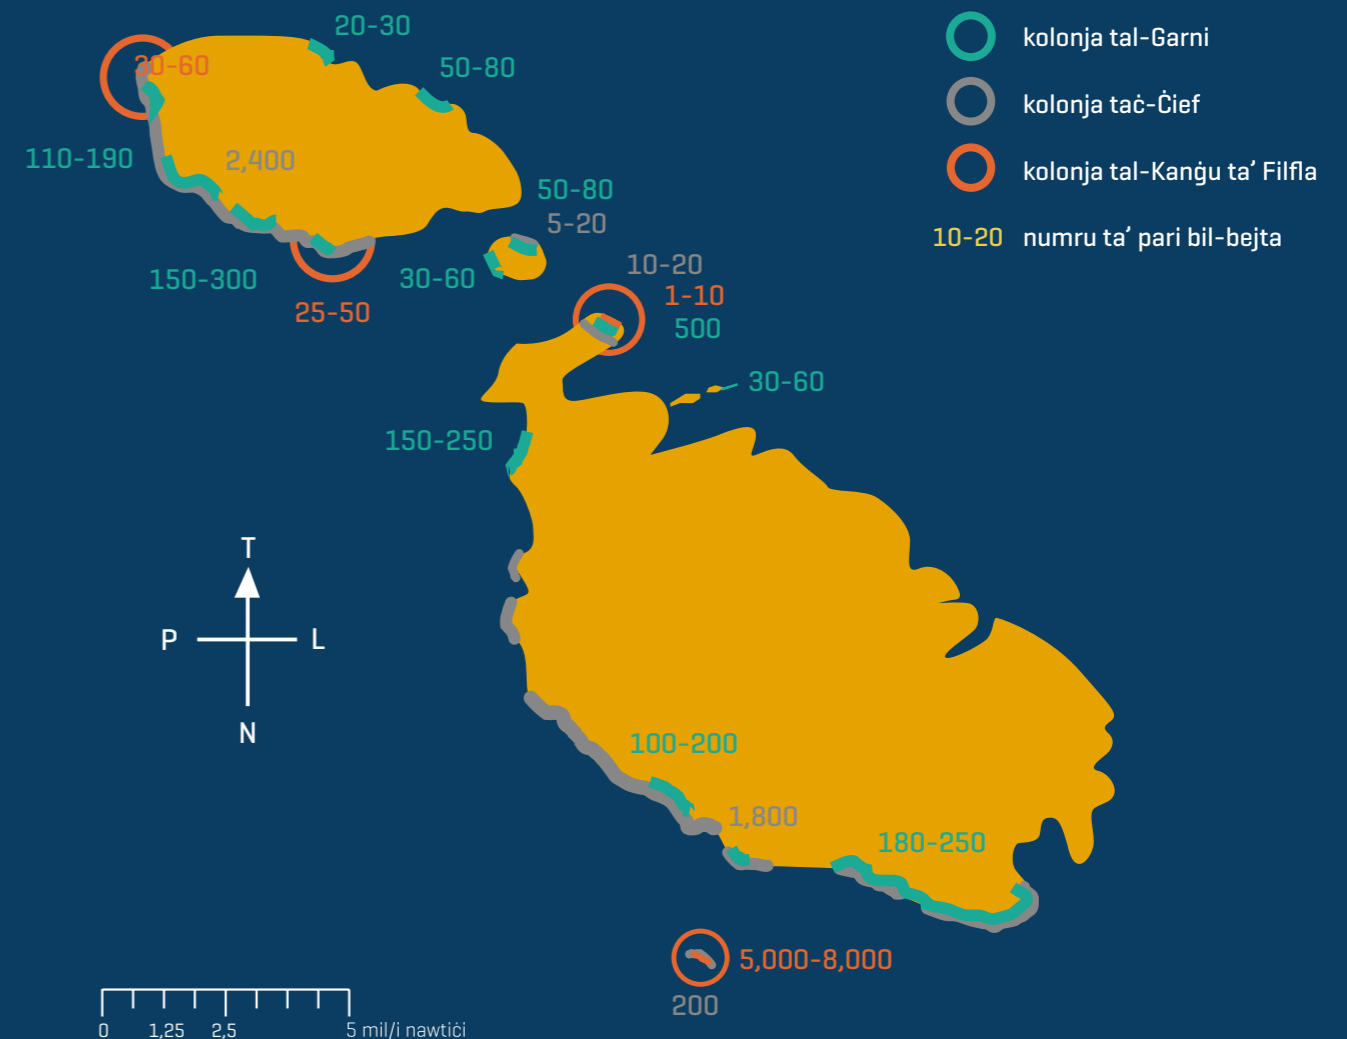 20-30
kolonja tal-Garni
30-60
50-80
kolonja taċ-Ċief
110-190
2,400
kolonja tal-Kanġu ta’ Filfla
50-80
5-20
10-20 numru ta’ pari bil-bejta
150-300
30-60
10-20
25-50
1-10
500
30-60
150-250
T
P L
N
100-200
1,800
180-250
5,000-8,000
200
0 1,25 2,5 5 mil/i nawtiċi